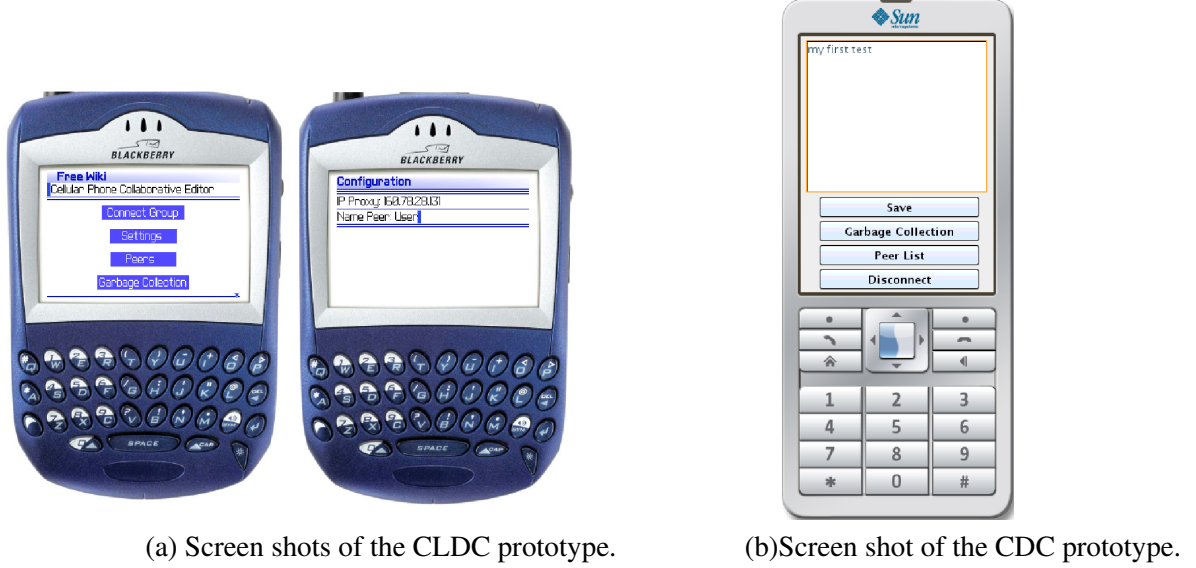 BLACKBERRY
Free Wiki
Cellular Phone Collaborative Editor
Connect Group
Settings
Peers
Garbage Collection
BLACKBERRY
Configuration
IP Proxy: 160.78.28.131
Name Peer: User
SPACE
CAP
SPACE
CAP
Sun
my first test
Save
Garbage Collection
Peer List
Disconnect
1 2 3
4 5 6
7 8 9
* 0 #
(a) Screen shots of the CLDC prototype.
(b)Screen shot of the CDC prototype.